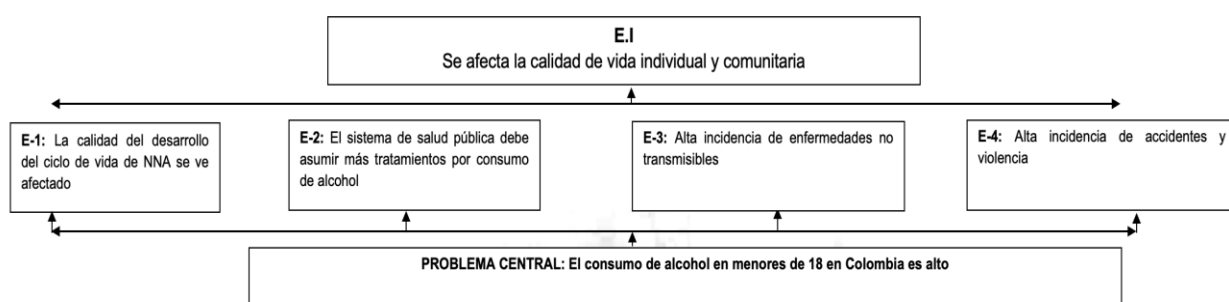 E.I
Se afecta la calidad de vida individual y comunitaria
E-1: La calidad del desarrollo
del ciclo de vida de NNA se ve
afectado
E-2: El sistema de salud pública debe
asumir más tratamientos por consumo
de alcohol
E-3: Alta incidencia de enfermedades no
transmisibles
E-4: Alta incidencia de accidentes y
violencia
PROBLEMA CENTRAL: El consumo de alcohol en menores de 18 en Colombia es alto